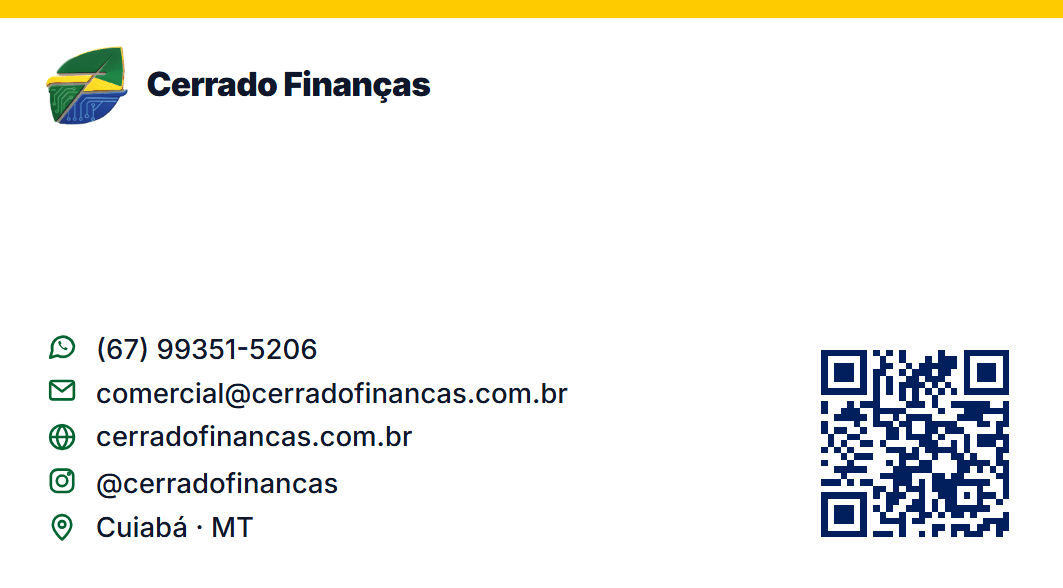 Cerrado Finanças
(67) 99351-5206
comercial@cerradofinancas.com.br
cerradofinancas.com.br
@cerradofinancas
Cuiabá · MT